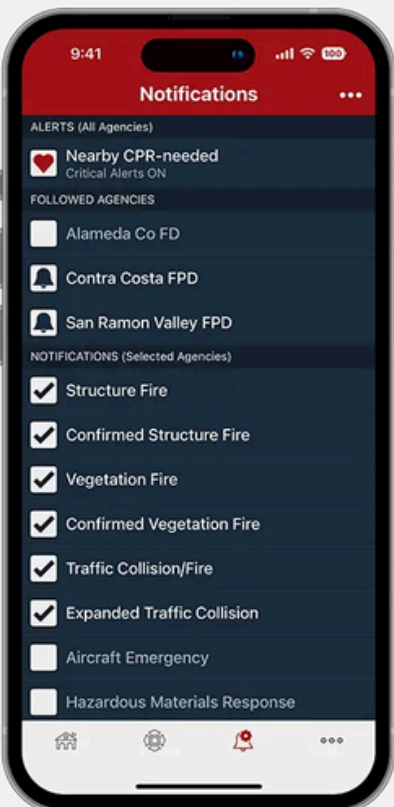 9:41
100
Notifications
ALERTS (All Agencies)
Nearby CPR-needed
Critical Alerts ON
FOLLOWED AGENCIES
Alameda Co FD
Contra Costa FPD
San Ramon Valley FPD
NOTIFICATIONS (Selected Agencies)
Structure Fire
Confirmed Structure Fire
Vegetation Fire
Confirmed Vegetation Fire
Traffic Collision/Fire
Expanded Traffic Collision
Aircraft Emergency
Hazardous Materials Response